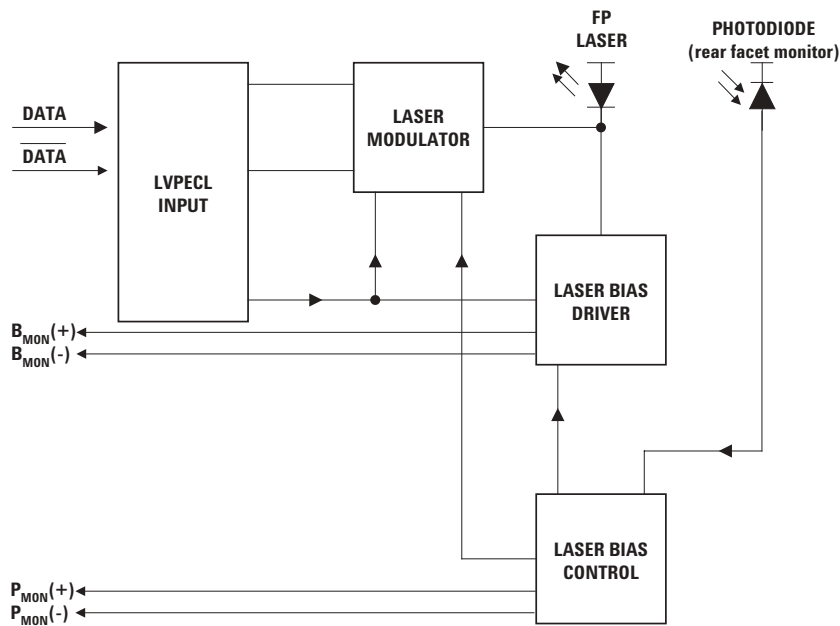 FP
LASER
PHOTODIODE
(rear facet monitor)
DATA
DATA
LVPECL
INPUT
LASER
MODULATOR
LASER BIAS
DRIVER
BMON(+)
BMON(-)
LASER BIAS
CONTROL
PMON(+)
PMON(-)